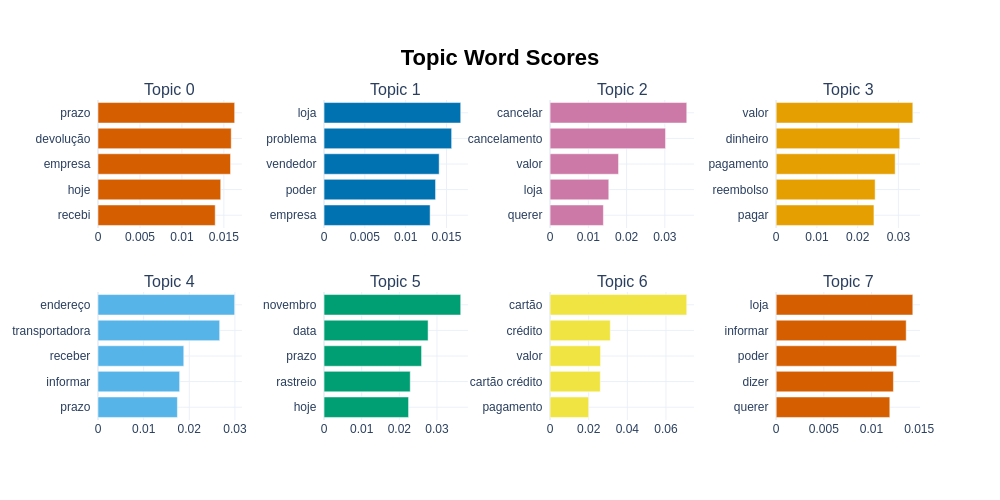 Topic Word Scores
Topic 0
prazo
devolução
empresa
hoje
recebi
0 0.005 0.01 0.015
Topic 1
loja
problema
vendedor
poder
empresa
0 0.005 0.01 0.015
Topic 2
cancelar
cancelamento
valor
loja
querer
0 0.01 0.02 0.03
Topic 3
valor
dinheiro
pagamento
reembolso
pagar
0 0.01 0.02 0.03
Topic 4
endereço
transportadora
receber
informar
prazo
0 0.01 0.02 0.03
Topic 5
novembro
data
prazo
rastreio
hoje
0 0.01 0.02 0.03
Topic 6
cartão
crédito
valor
cartão crédito
pagamento
0 0.02 0.04 0.06
Topic 7
loja
informar
poder
dizer
querer
0 0.005 0.01 0.015